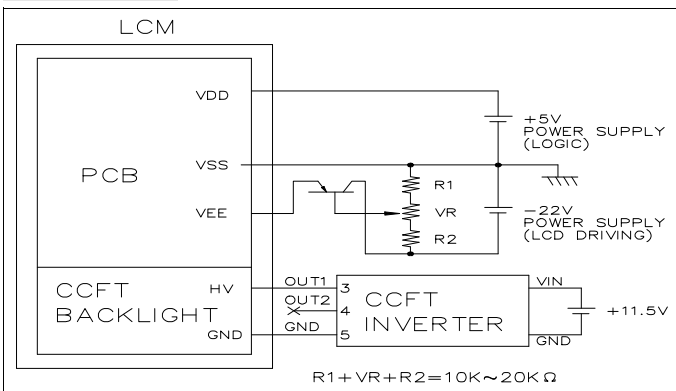 LCM
VDD
+5V
POWER SUPPLY
(LOGIC)
VSS
PCB
R1
VEE
VR
-22V
POWER SUPPLY
(LCD DRIVING)
R2
CCFT
BACKLIGHT
HV
GND
OUT1
OUT2
GND
3
4
5
CCFT
INVERTER
VIN
GND
+11.5V
R1+VR+R2=10K~20KΩ